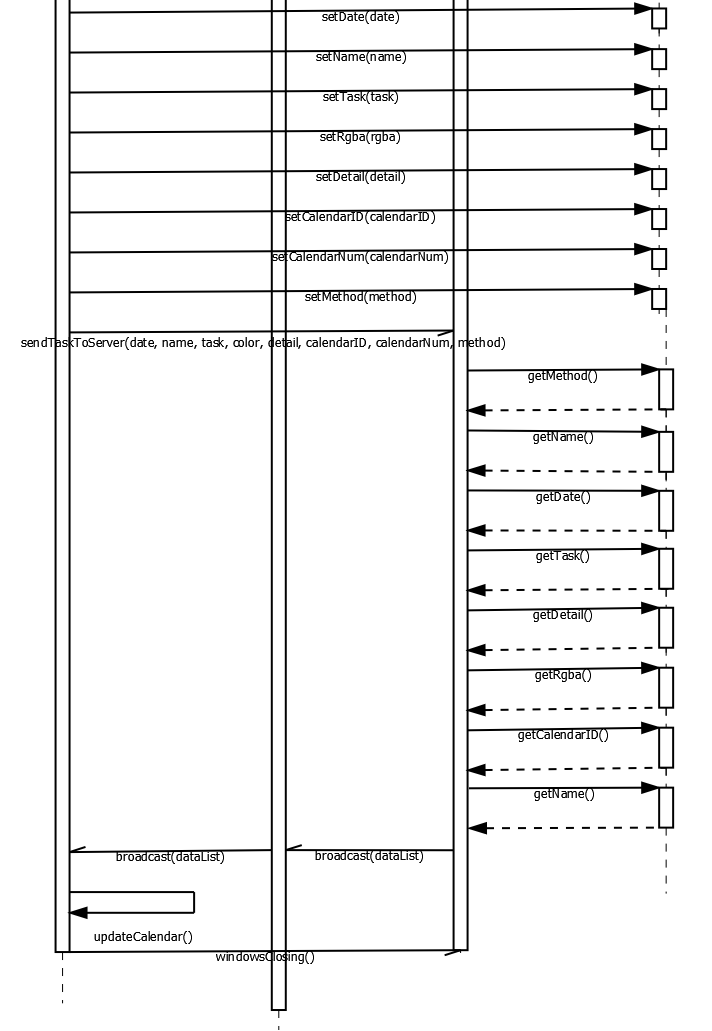 setDate(date)
setName(name)
setTask(task)
setRgba(rgba)
setDetail(detail)
setCalendarID(calendarID)
setCalendarNum(calendarNum)
setMethod(method)
sendTaskToServer(date, name, task, color, detail, calendarID, calendarNum, method)
getMethod()
getName()
getDate()
getTask()
getDetail()
getRgba()
getCalendarID()
getName()
broadcast(dataList)
broadcast(dataList)
updateCalendar()
windowsClosing()